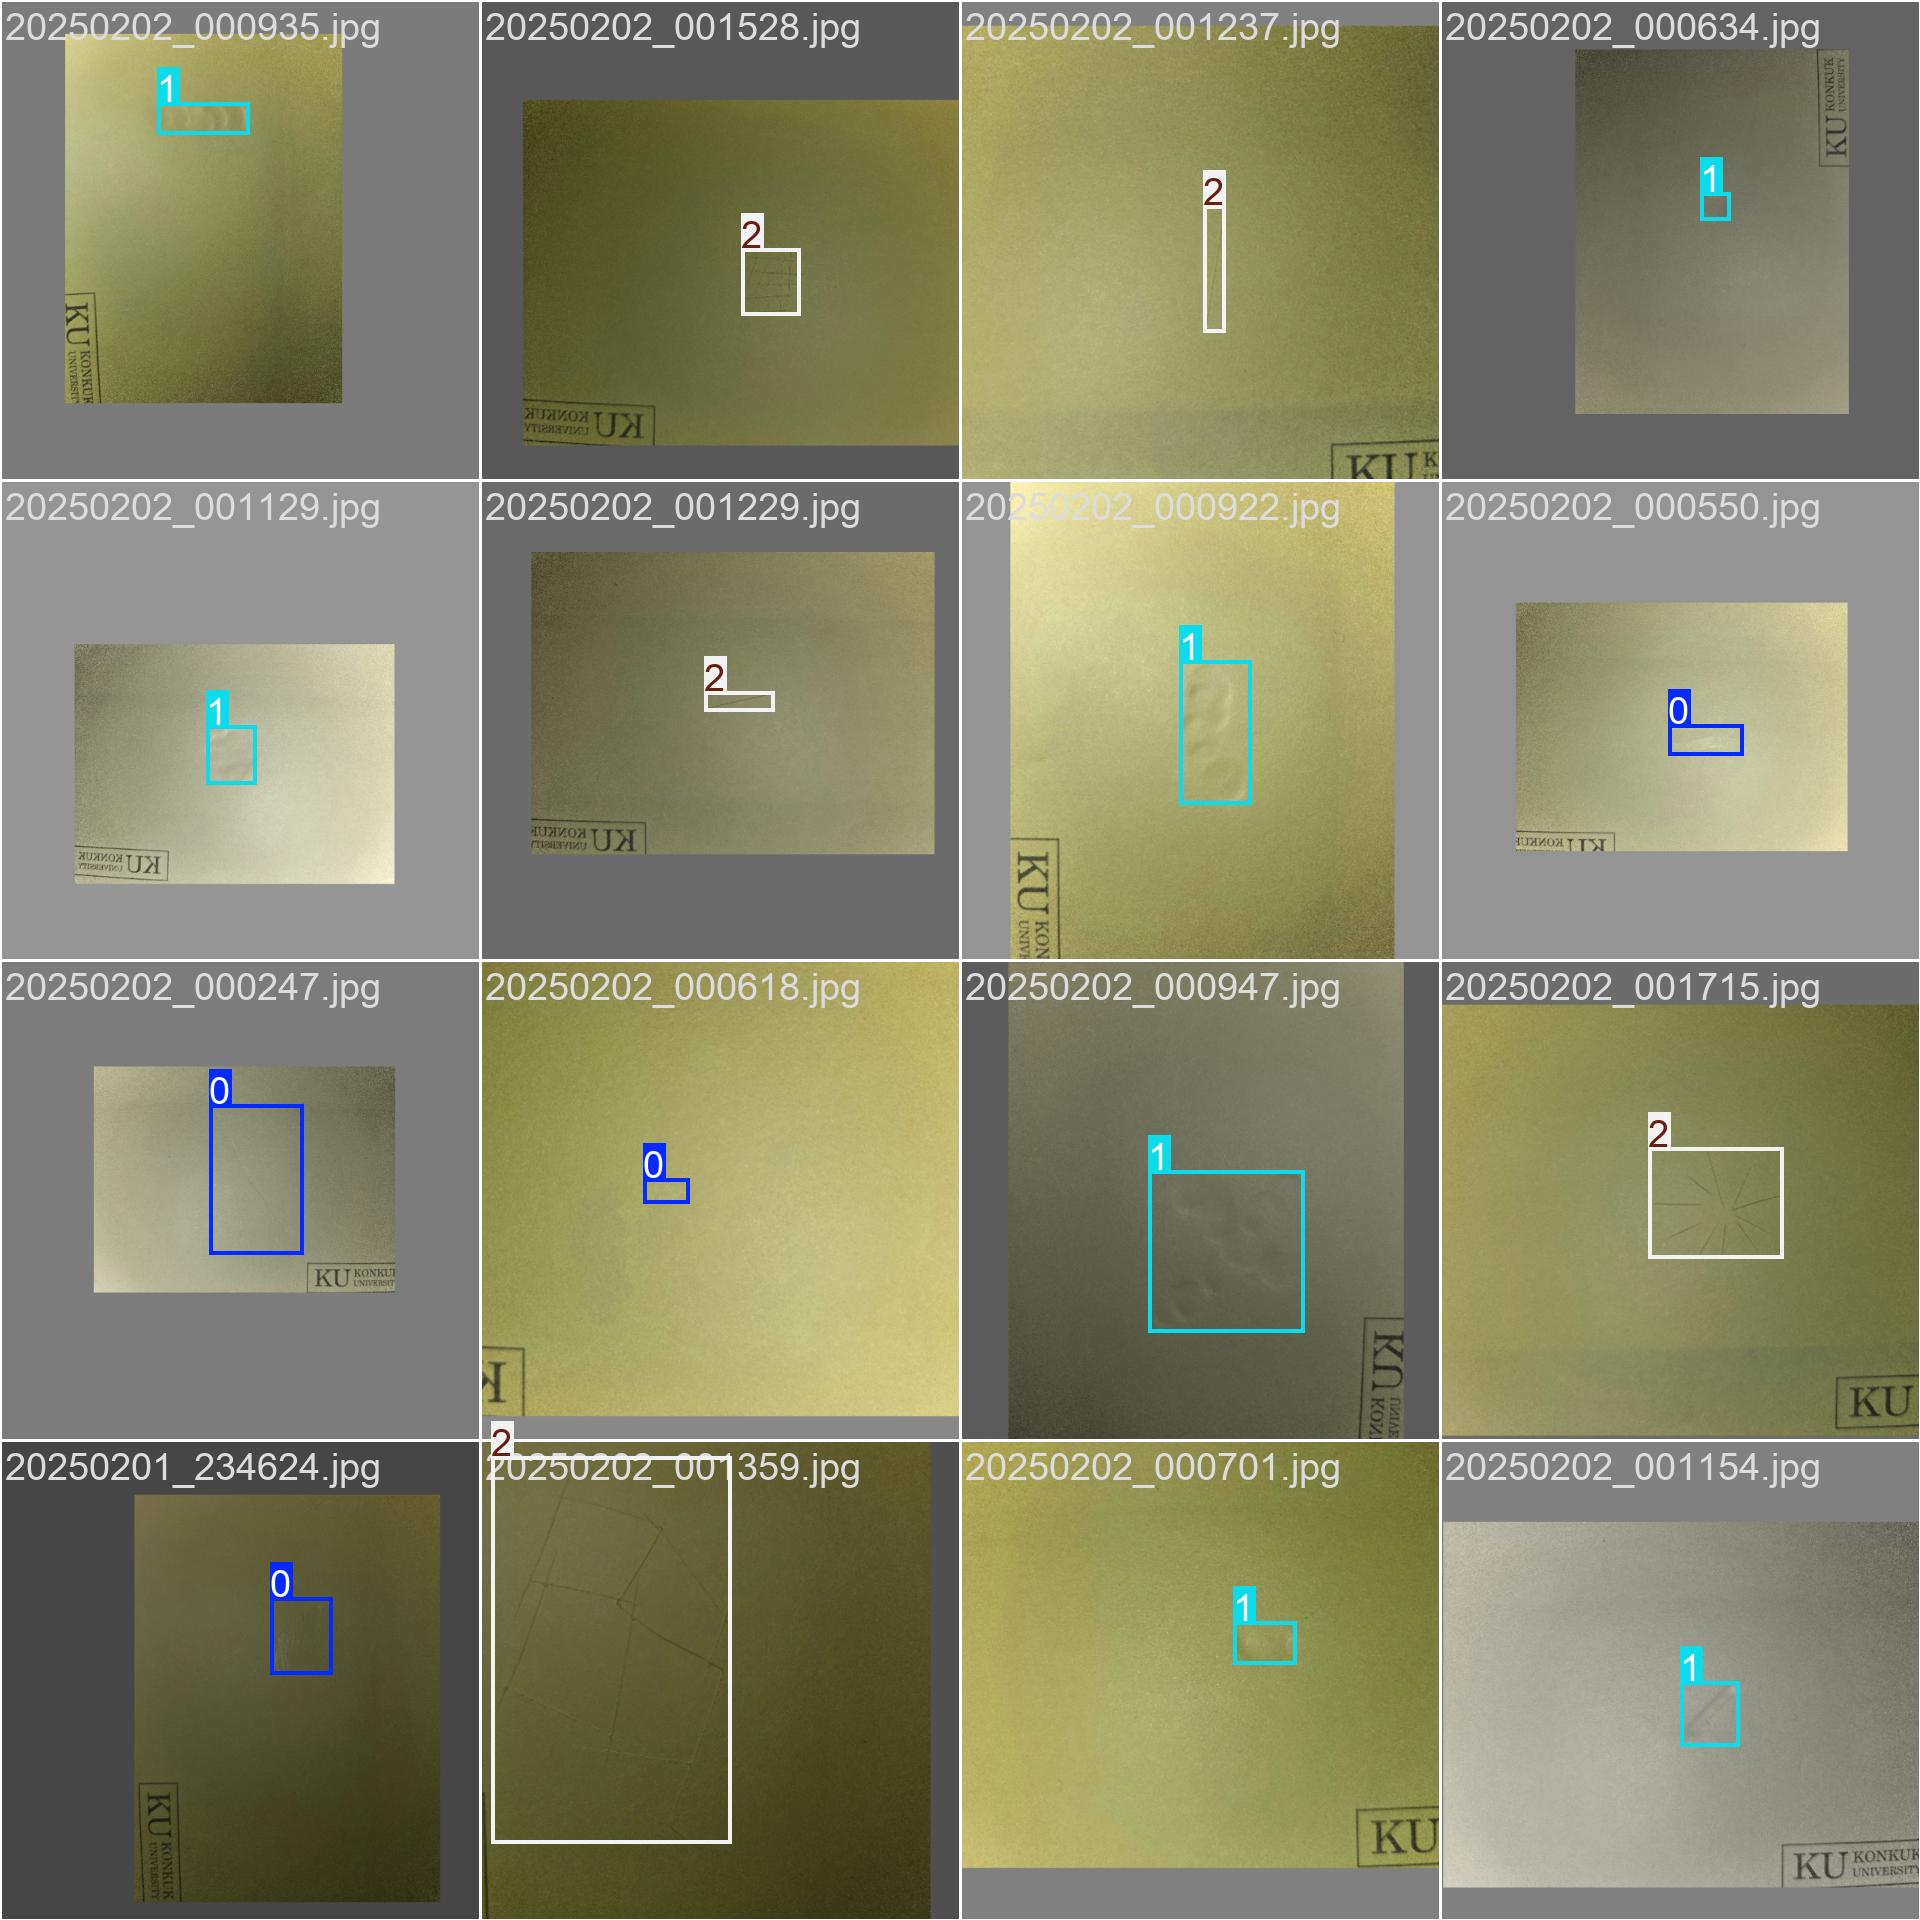 20250202_000935.jpg
1
KU KONKUK
UNIVERSITY
20250202_001528.jpg
2
KU KONKUK
UNIVERSITY
20250202_001237.jpg
2
KU K
20250202_000634.jpg
1
KU KONKUK
UNIVERSITY
20250202_001129.jpg
1
KU KONKUK
UNIVERSITY
20250202_001229.jpg
2
KU KONKUK
UNIVERSITY
20250202_000922.jpg
1
KU KON
UNIV
20250202_000550.jpg
0
KU KONKUK
20250202_000247.jpg
0
KU KONKU
UNIVERSIT
20250202_000618.jpg
0
K
20250202_000947.jpg
1
KU KON
UNIV
20250202_001715.jpg
2
KU
20250201_234624.jpg
0
KU KONKUK
UNIVERSITY
20250202_001359.jpg
2
20250202_000701.jpg
1
KU
20250202_001154.jpg
1
KU KONKUK
UNIVERSITY